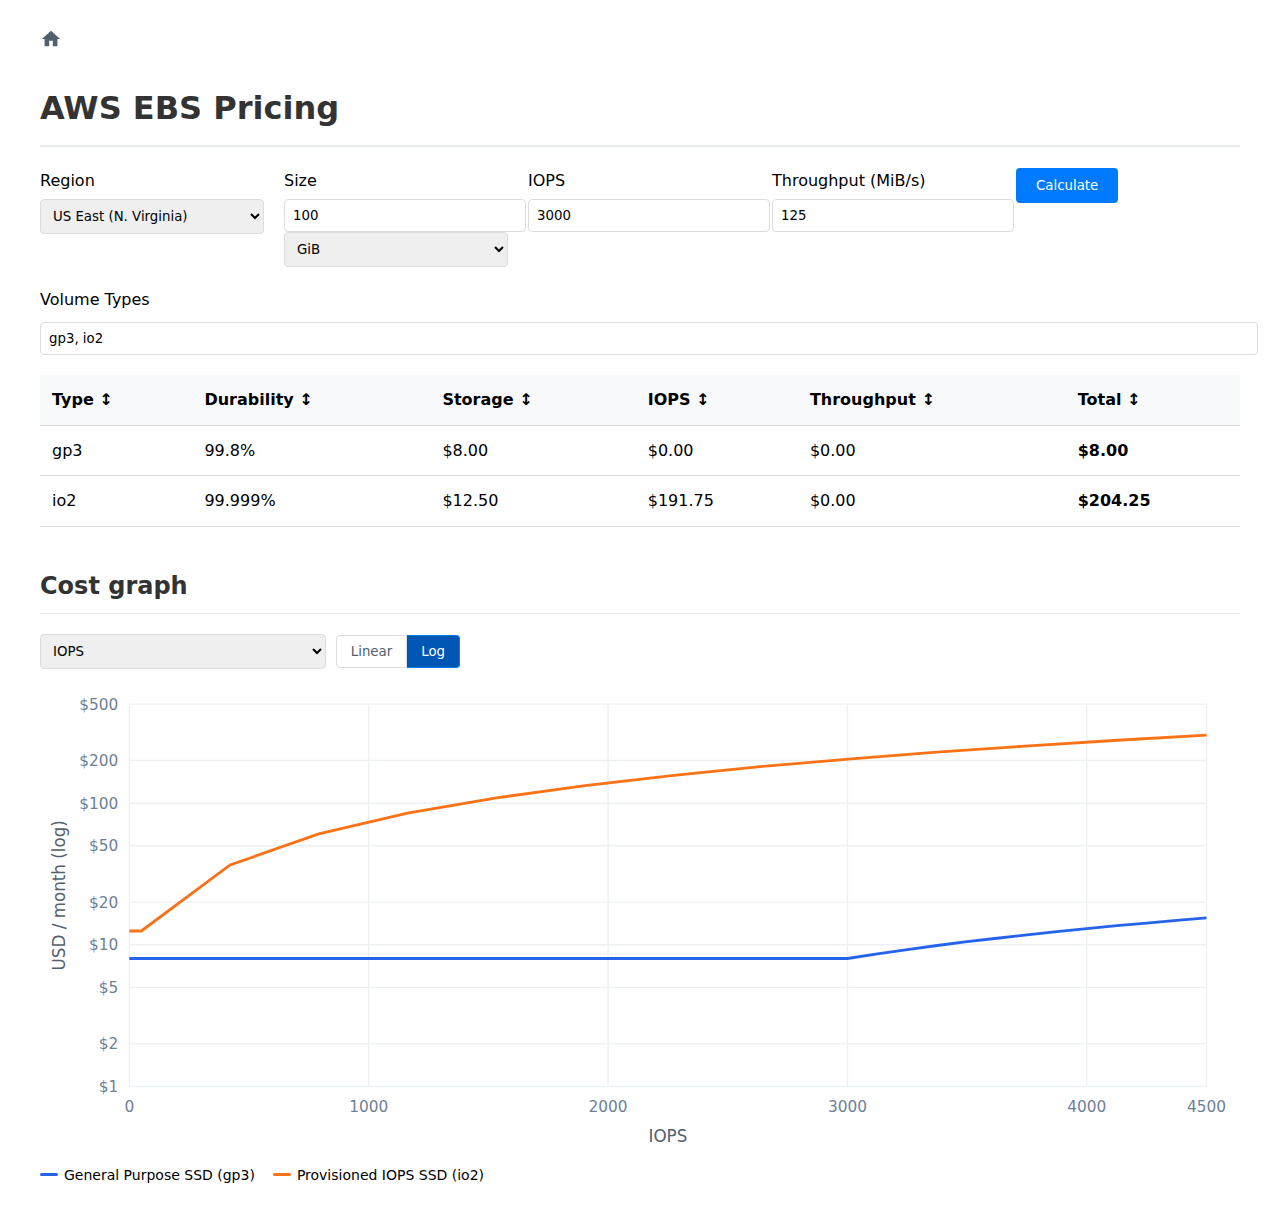 AWS EBS Pricing
Region Size IOPS Throughput (MiB/s) Calculate
US East (N. Virginia) 100 3000 125
GiB
Volume Types
gp3, io2
Type ↕ Durability ↕ Storage ↕ IOPS ↕ Throughput ↕ Total ↕
gp3 99.8% $8.00 $0.00 $0.00 $8.00
io2 99.999% $12.50 $191.75 $0.00 $204.25
Cost graph
IOPS Linear Log
$500
$200
$100
$50
$20
$10
$5
$2
$1
USD / month (log)
0 1000 2000 3000 4000 4500
IOPS
General Purpose SSD (gp3) Provisioned IOPS SSD (io2)